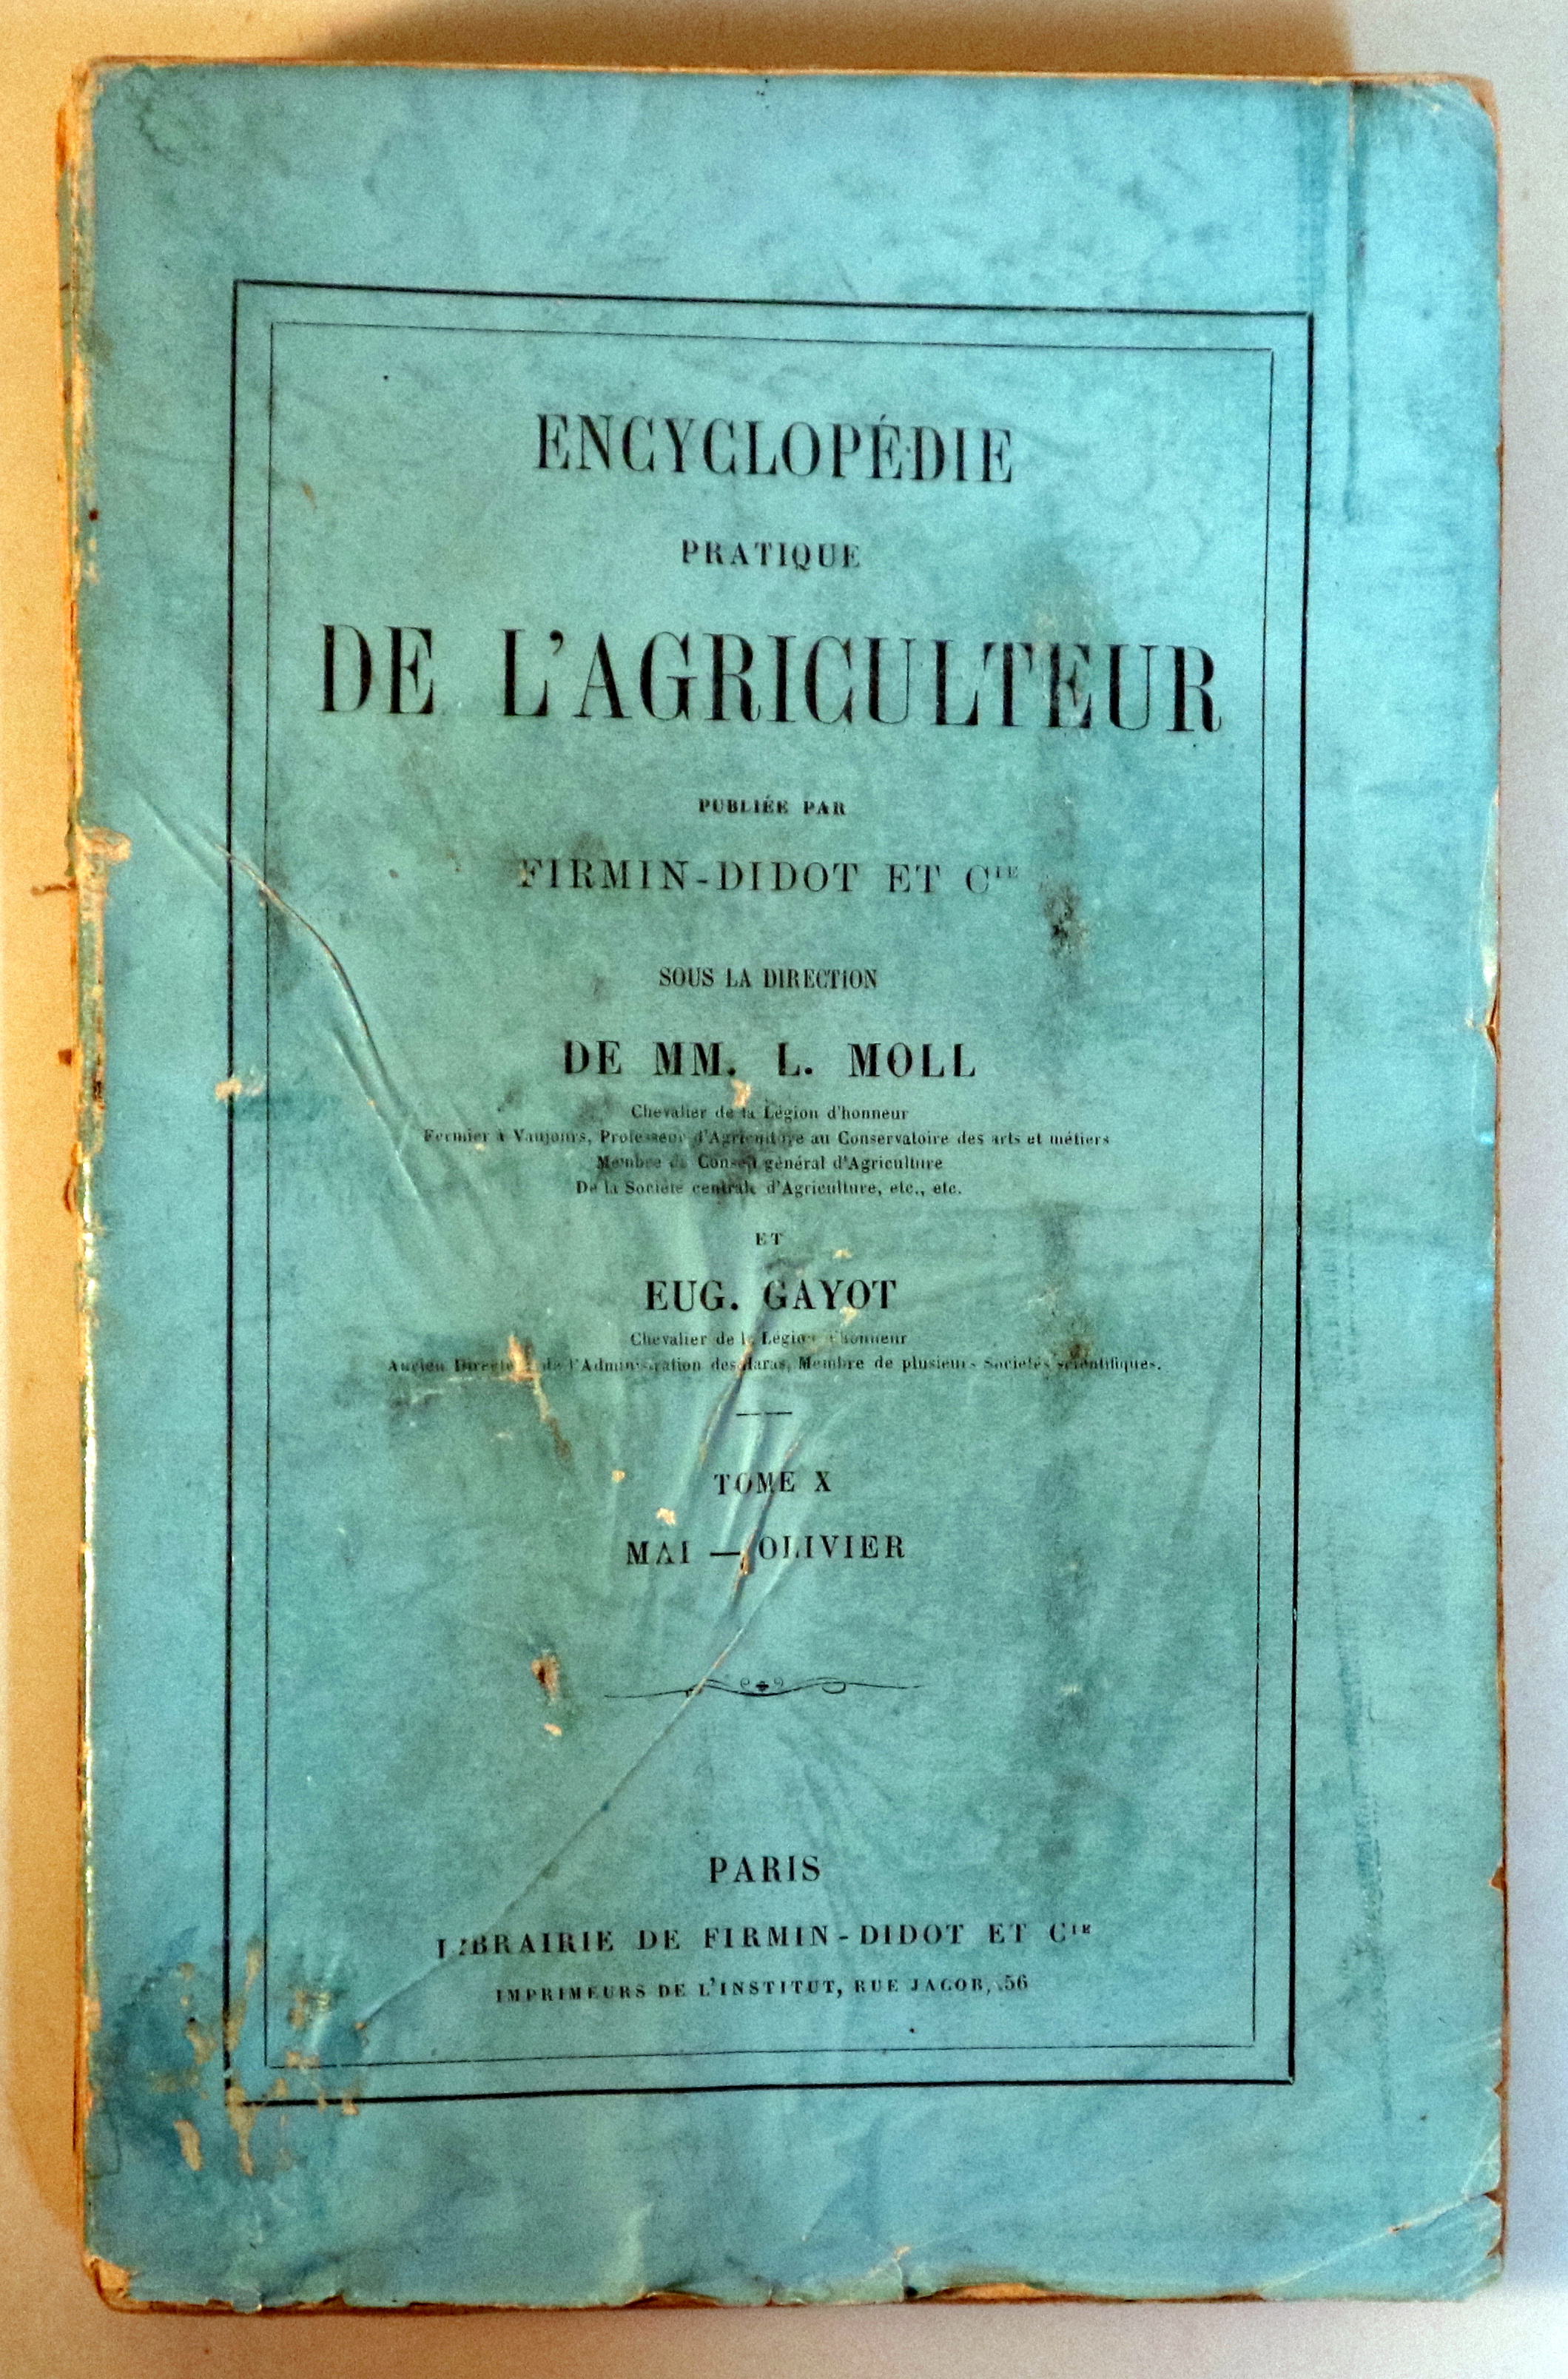 ENCYCLOPÉDIE
PRATIQUE
DE L'AGRICULTEUR
PUBLIÉE PAR
FIRMIN-DIDOT ET CIE
SOUS LA DIRECTION
DE MM. L. MOLL
Chevalier de la Légion d'honneur
Fermier à Vaujours, Professeur d'Agriculture au Conservatoire des arts et métiers
Membre du Conseil général d'Agriculture
De la Société centrale d'Agriculture, etc., etc.
ET
EUG. GAYOT
Chevalier de la Légion d'honneur
Ancien Directeur de l'Administration des Haras, Membre de plusieurs Sociétés scientifiques.
TOME X
MAI — OLIVIER
PARIS
LIBRAIRIE DE FIRMIN-DIDOT ET CIE
IMPRIMEURS DE L'INSTITUT, RUE JACOB, 56